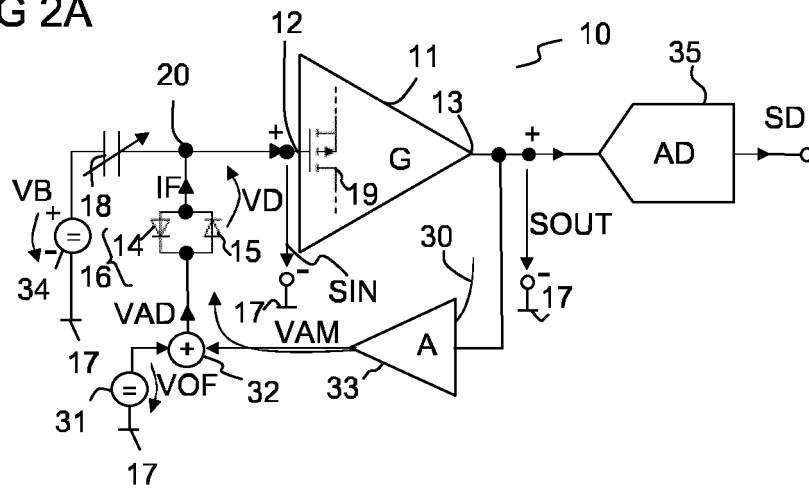 G 2A
10
12
11
35
20
13
SD
+
+
G
AD
19
IF
VD
VB
+
18
-
=
14
15
SOUT
30
34
16
-
SIN
-
17
17
VAD
VAM
A
17
+
32
33
=
VOF
31
17